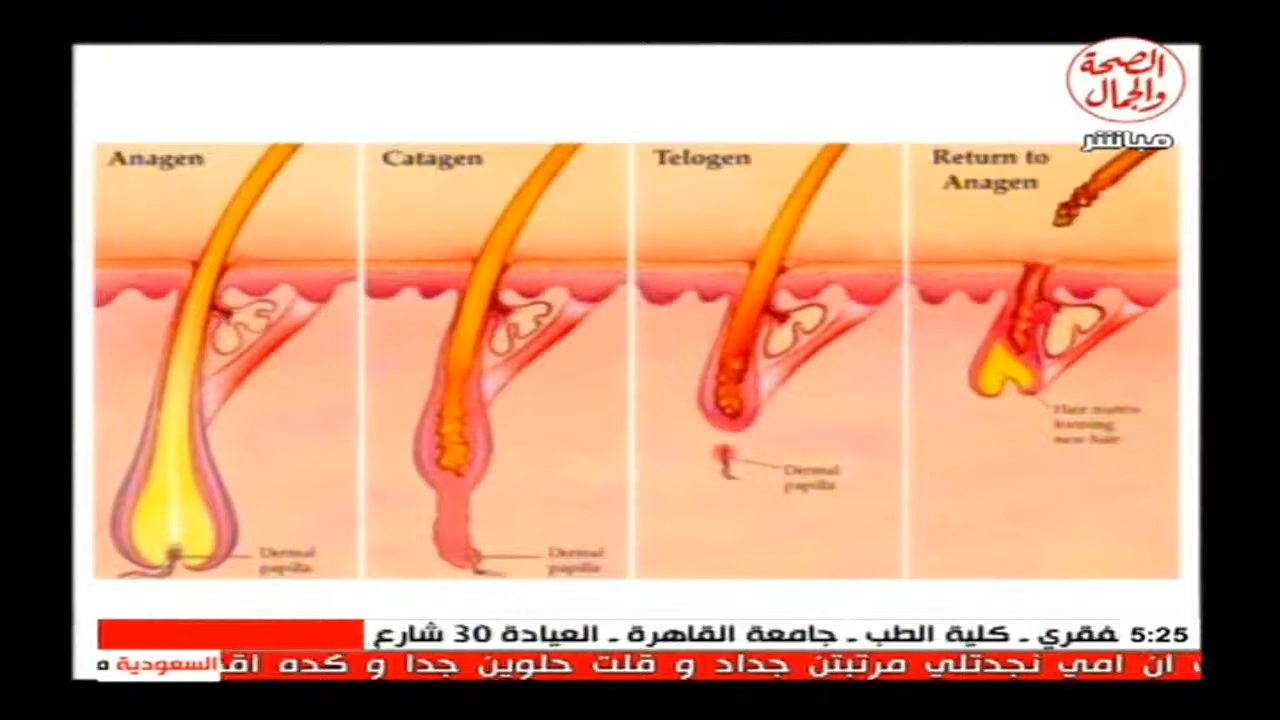 الصحة
والجمال
مباشر
Anagen
Catagen
Telogen
Return to
Anagen
Hair matrix
forming
new hair
Dermal
papilla
Dermal
papilla
Dermal
papilla
5:25 فقري ـ كلية الطب ـ جامعة القاهرة ـ العيادة 30 شارع
ان امي نجدتلي مرتبتن جداد و قلت حلوين جدا و كده
السعودية